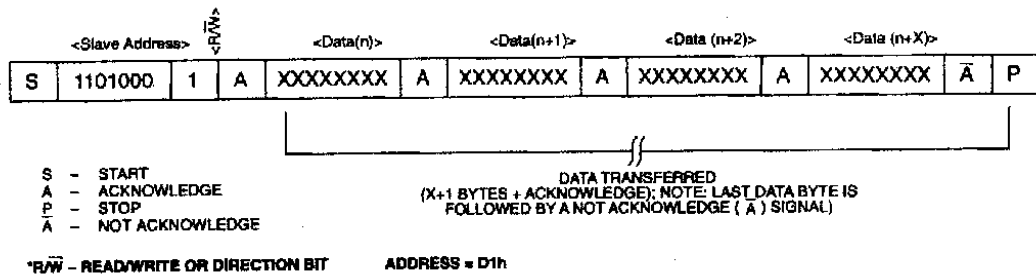 <Slave Address> <R/W̅> <Data(n)> <Data(n+1)> <Data (n+2)> <Data (n+X)>
S 1101000 1 A XXXXXXXX A XXXXXXXX A XXXXXXXX A XXXXXXXX A̅ P
S – START
A – ACKNOWLEDGE
P – STOP
A̅ – NOT ACKNOWLEDGE
DATA TRANSFERRED
(X+1 BYTES + ACKNOWLEDGE); NOTE: LAST DATA BYTE IS
FOLLOWED BY A NOT ACKNOWLEDGE ( A̅ ) SIGNAL)
*R/W̅ – READ/WRITE OR DIRECTION BIT ADDRESS = D1h